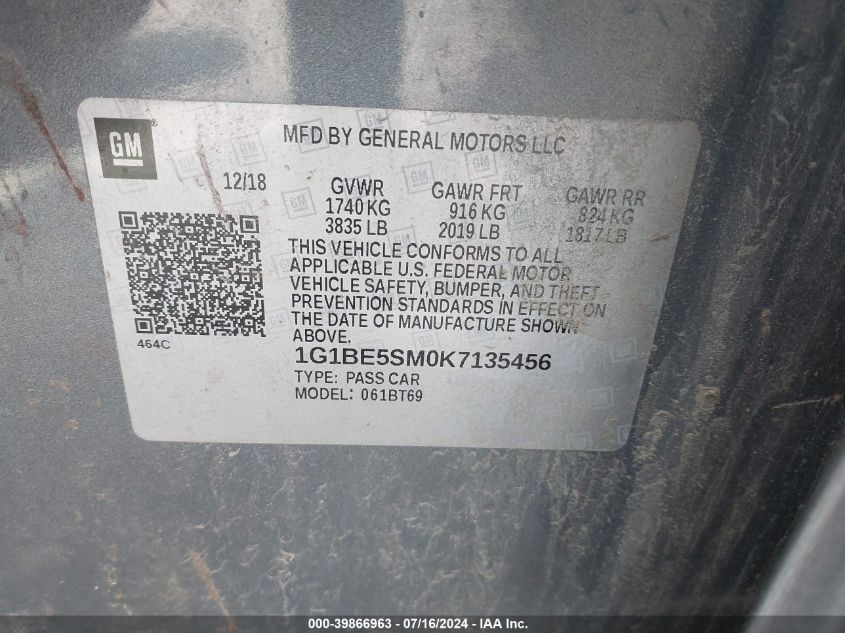 GM
MFD BY GENERAL MOTORS LLC
12/18
GVWR GAWR FRT GAWR RR
1740 KG 916 KG 824 KG
3835 LB 2019 LB 1817 LB
THIS VEHICLE CONFORMS TO ALL
APPLICABLE U.S. FEDERAL MOTOR
VEHICLE SAFETY, BUMPER, AND THEFT
PREVENTION STANDARDS IN EFFECT ON
THE DATE OF MANUFACTURE SHOWN
ABOVE.
464C
1G1BE5SM0K7135456
TYPE: PASS CAR
MODEL: 061BT69
000-39866963 - 07/16/2024 - IAA Inc.